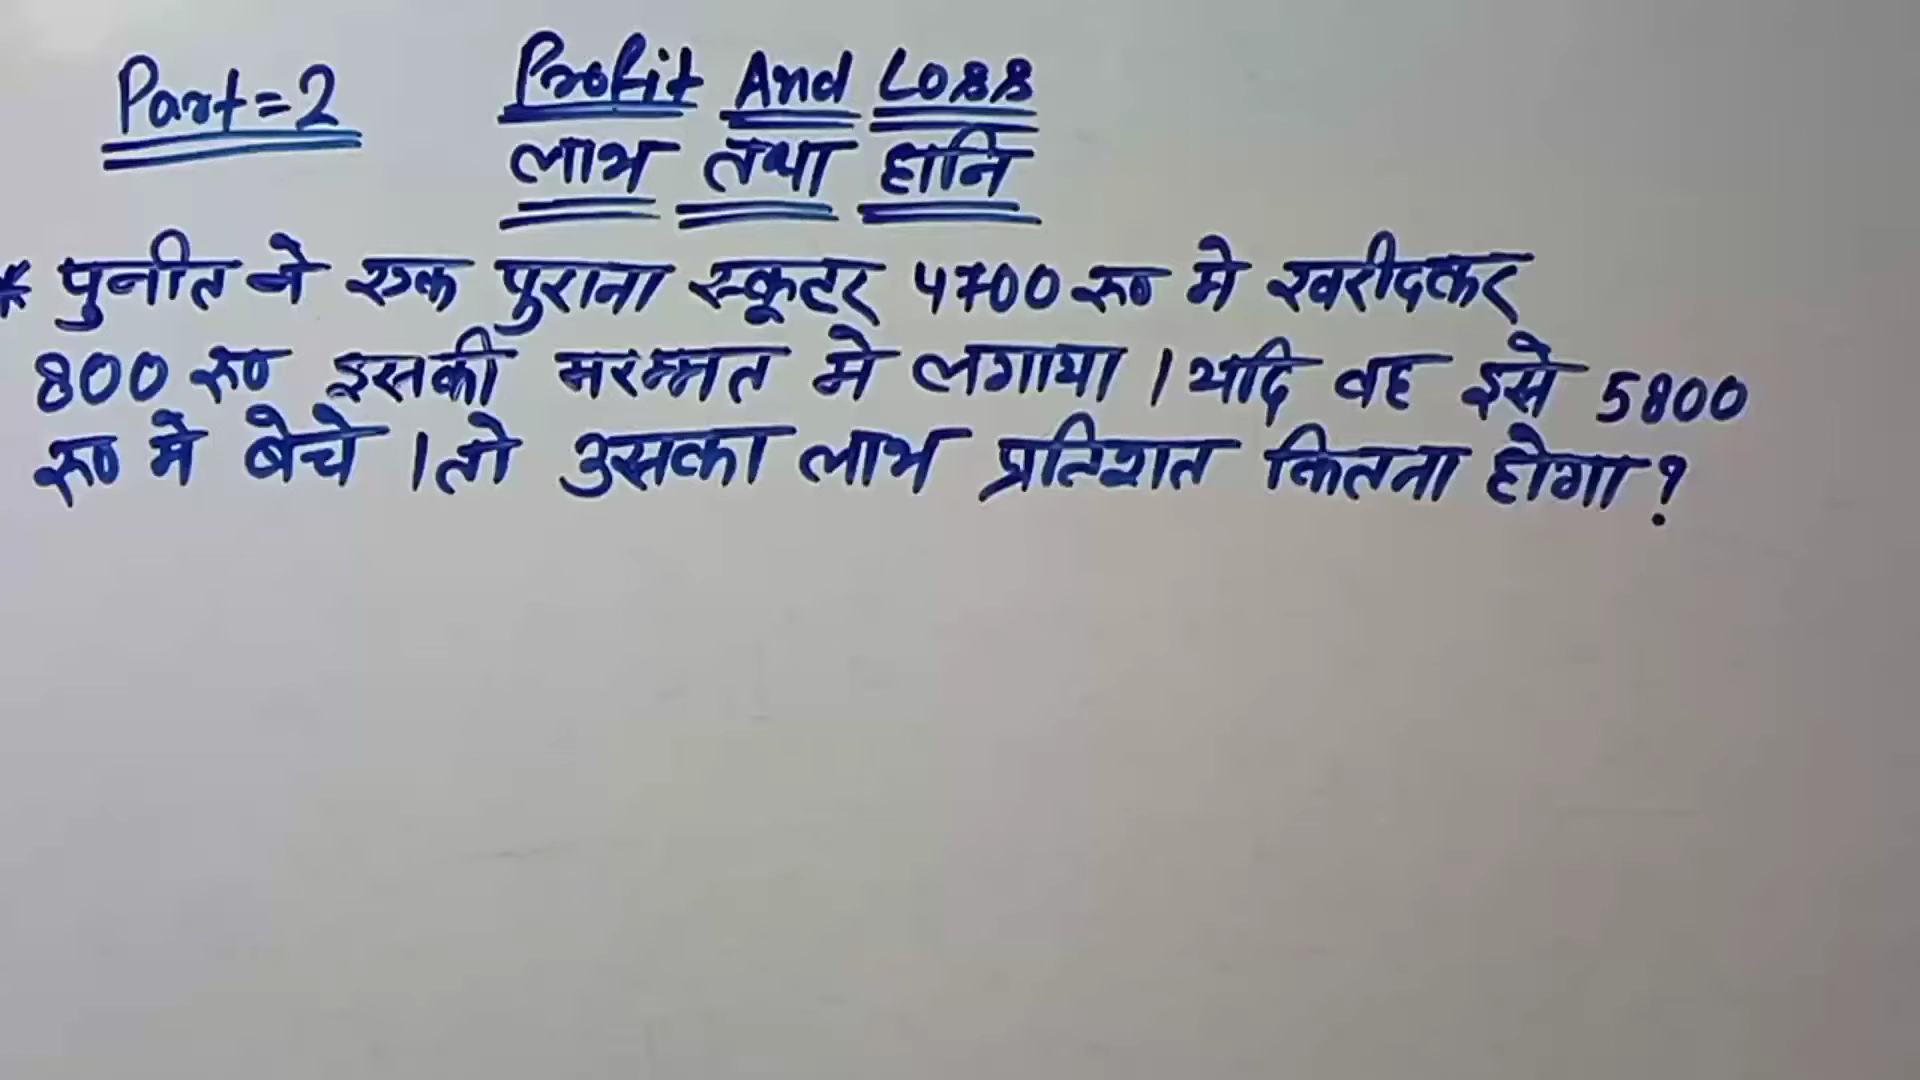 Part=2
Profit And Loss
लाभ तथा हानि
* पुनीत ने एक पुराना स्कूटर 4700 रू० मे खरीदकर
800 रू० इसकी मरम्मत मे लगाया । यदि वह इसे 5800
रू० मे बेचे । तो उसका लाभ प्रतिशत कितना होगा ?